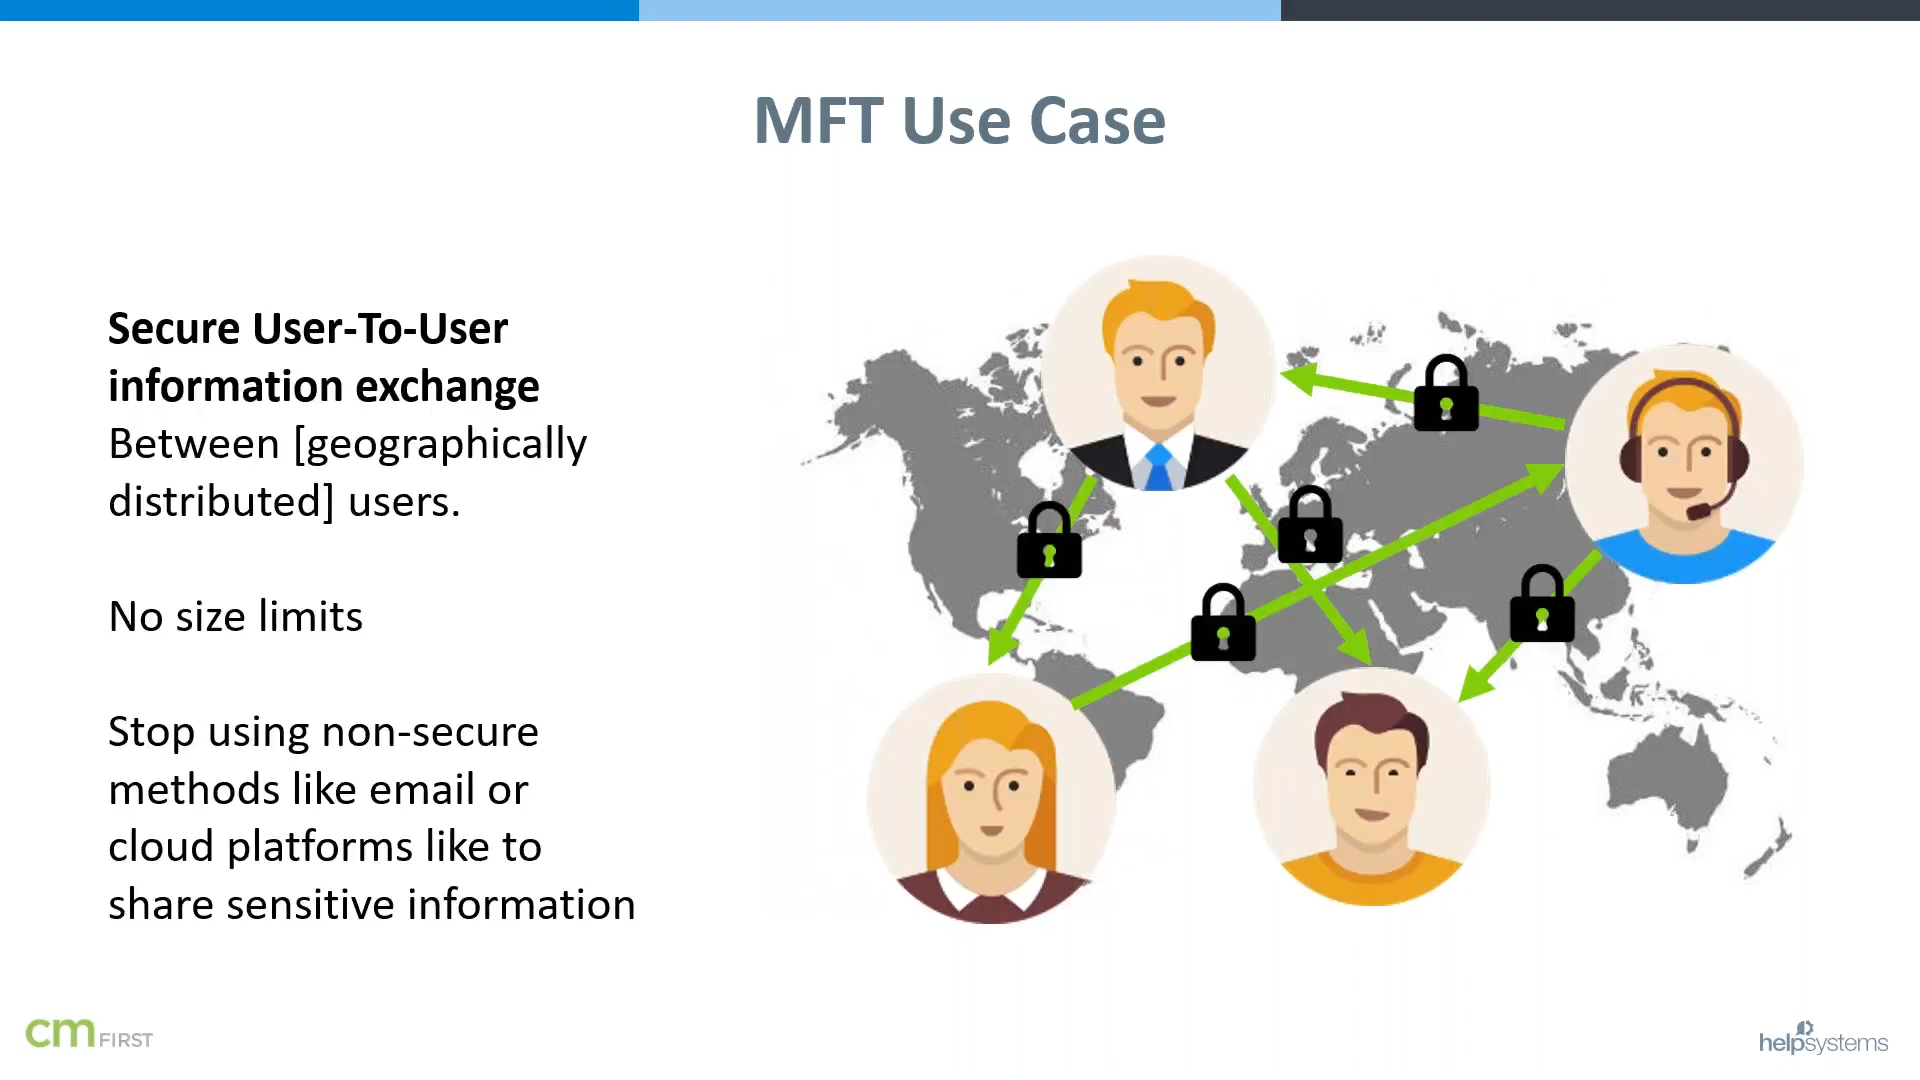 MFT Use Case
Secure User-To-User
information exchange
Between [geographically
distributed] users.
No size limits
Stop using non-secure
methods like email or
cloud platforms like to
share sensitive information
cm FIRST
helpsystems